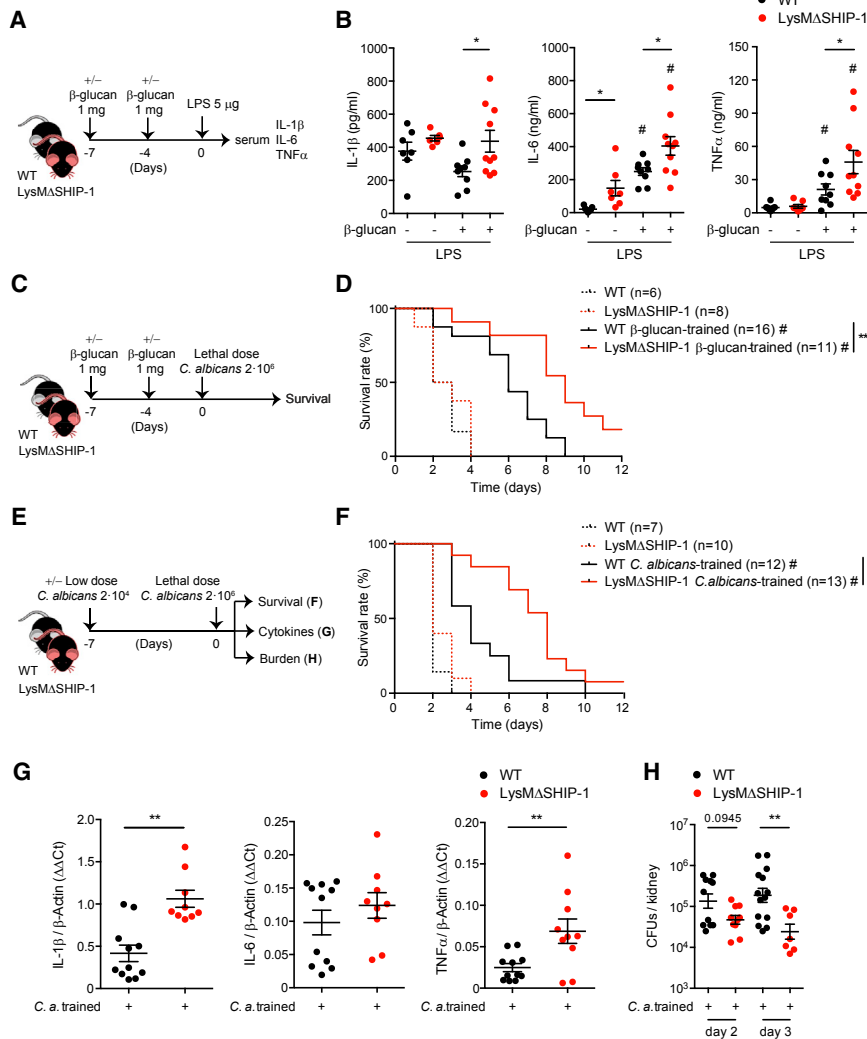 A
+/-
β-glucan
1 mg
+/-
β-glucan
1 mg
LPS 5 μg
serum
IL-1β
IL-6
TNFα
-7
-4
0
(Days)
WT
LysMΔSHIP-1
B
WT
LysMΔSHIP-1
IL-1β (pg/ml)
1000
800
600
400
200
0
*
β-glucan
- - + +
LPS
IL-6 (ng/ml)
1000
800
600
400
200
0
*
*
#
#
β-glucan
- - + +
LPS
TNFα (ng/ml)
150
120
90
60
30
0
*
#
#
β-glucan
- - + +
LPS
C
+/-
β-glucan
1 mg
+/-
β-glucan
1 mg
Lethal dose
C. albicans 2·10⁶
Survival
-7
-4
0
(Days)
WT
LysMΔSHIP-1
D
WT (n=6)
LysMΔSHIP-1 (n=8)
WT β-glucan-trained (n=16) #
LysMΔSHIP-1 β-glucan-trained (n=11) #
**
Survival rate (%)
100
50
0
0 2 4 6 8 10 12
Time (days)
E
+/- Low dose
C. albicans 2·10⁴
Lethal dose
C. albicans 2·10⁶
Survival (F)
Cytokines (G)
Burden (H)
-7
(Days)
0
WT
LysMΔSHIP-1
F
WT (n=7)
LysMΔSHIP-1 (n=10)
WT C. albicans-trained (n=12) #
LysMΔSHIP-1 C.albicans-trained (n=13) #
Survival rate (%)
100
50
0
0 2 4 6 8 10 12
Time (days)
G
WT
LysMΔSHIP-1
IL-1β / β-Actin (ΔΔCt)
2.0
1.5
1.0
0.5
0
**
C. a.trained
+ +
IL-6 / β-Actin (ΔΔCt)
0.25
0.20
0.15
0.10
0.05
0
+ +
TNFα/ β-Actin (ΔΔCt)
0.20
0.15
0.10
0.05
0
**
C. a.trained
+ +
H
WT
LysMΔSHIP-1
CFUs / kidney
10⁷
10⁶
10⁵
10⁴
10³
0.0945
**
C. a.trained
+ + + +
day 2
day 3